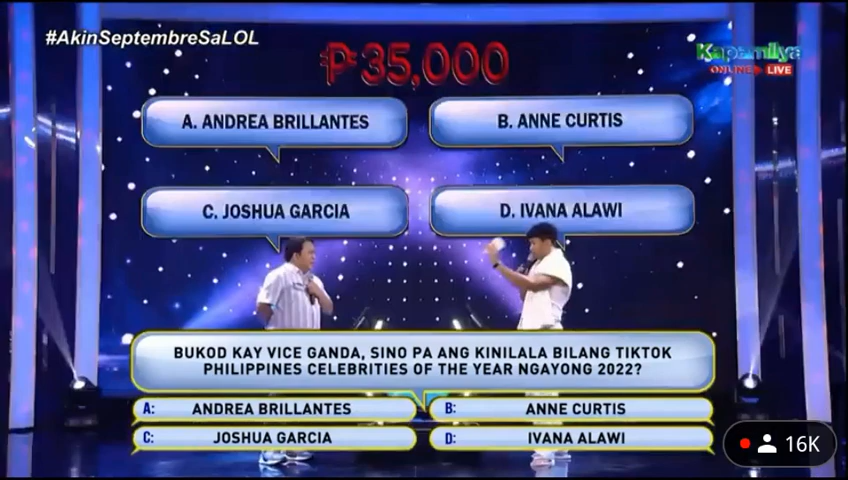 #AkinSeptembreSaLOL
₱35,000
Kapamilya
ONLINE LIVE
A. ANDREA BRILLANTES
B. ANNE CURTIS
C. JOSHUA GARCIA
D. IVANA ALAWI
BUKOD KAY VICE GANDA, SINO PA ANG KINILALA BILANG TIKTOK
PHILIPPINES CELEBRITIES OF THE YEAR NGAYONG 2022?
A: ANDREA BRILLANTES
B: ANNE CURTIS
C: JOSHUA GARCIA
D: IVANA ALAWI
16K